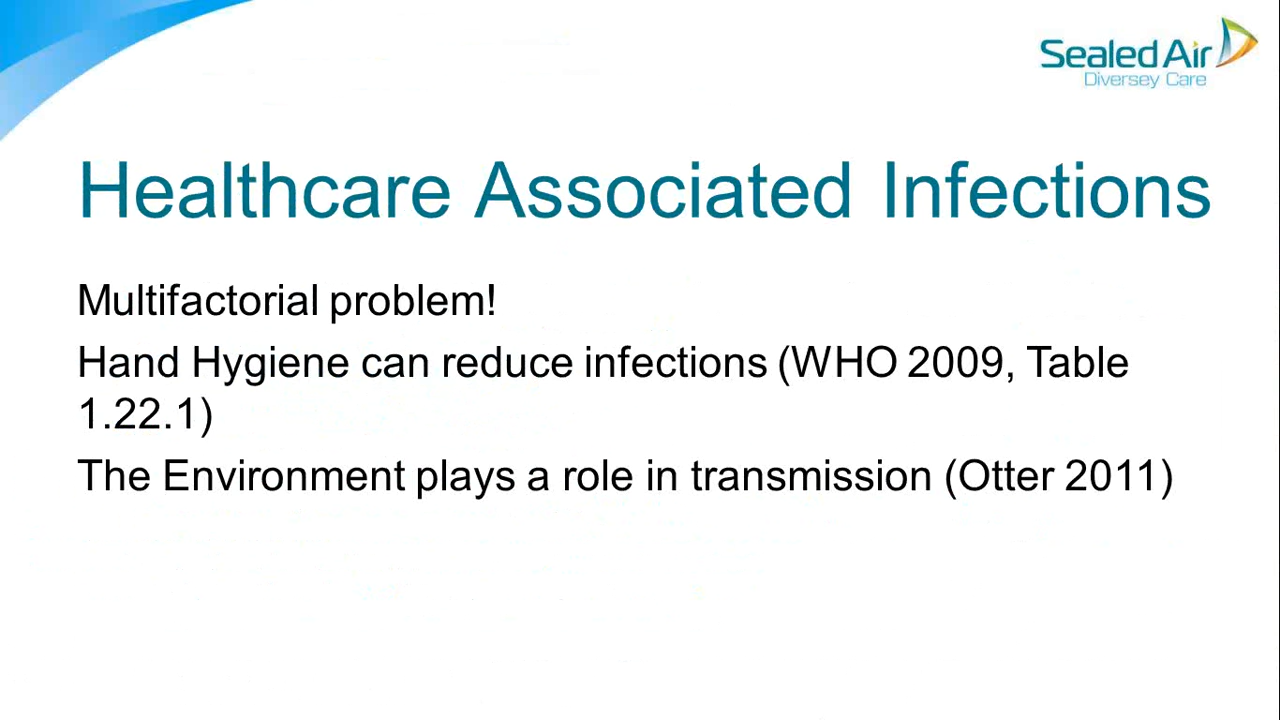 Sealed Air
Diversey Care
Healthcare Associated Infections
Multifactorial problem!
Hand Hygiene can reduce infections (WHO 2009, Table
1.22.1)
The Environment plays a role in transmission (Otter 2011)